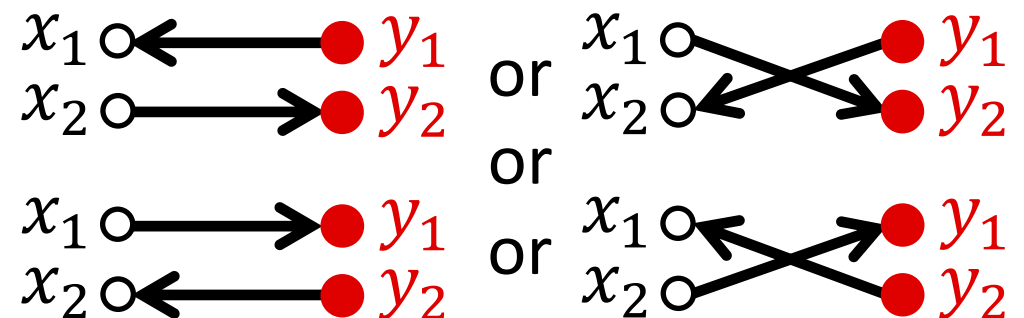 x₁ y₁ or x₁ y₁
x₂ y₂ x₂ y₂
or
x₁ y₁ or x₁ y₁
x₂ y₂ x₂ y₂